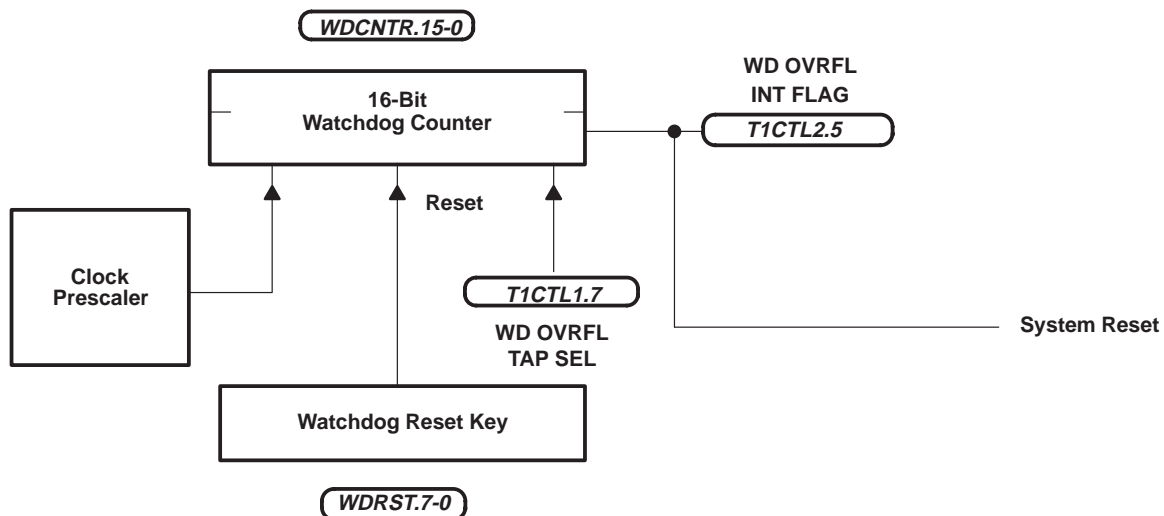 WDCNTR.15-0
16-Bit
Watchdog Counter
WD OVRFL
INT FLAG
T1CTL2.5
Reset
Clock
Prescaler
T1CTL1.7
WD OVRFL
TAP SEL
System Reset
Watchdog Reset Key
WDRST.7-0